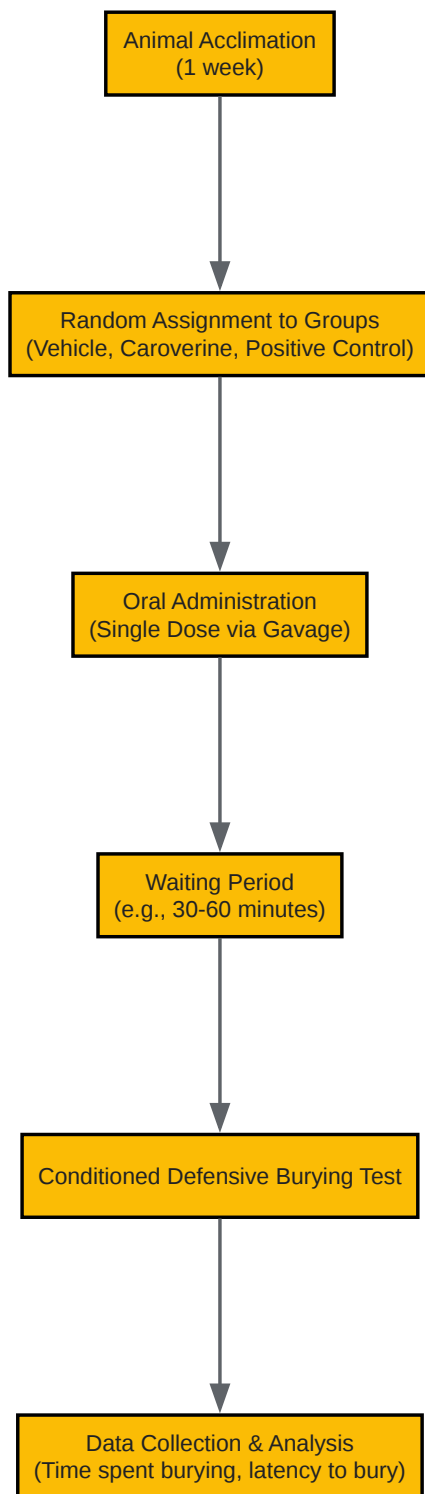 Animal Acclimation
(1 week)
Random Assignment to Groups
(Vehicle, Caroverine, Positive Control)
Oral Administration
(Single Dose via Gavage)
Waiting Period
(e.g., 30-60 minutes)
Conditioned Defensive Burying Test
Data Collection & Analysis
(Time spent burying, latency to bury)